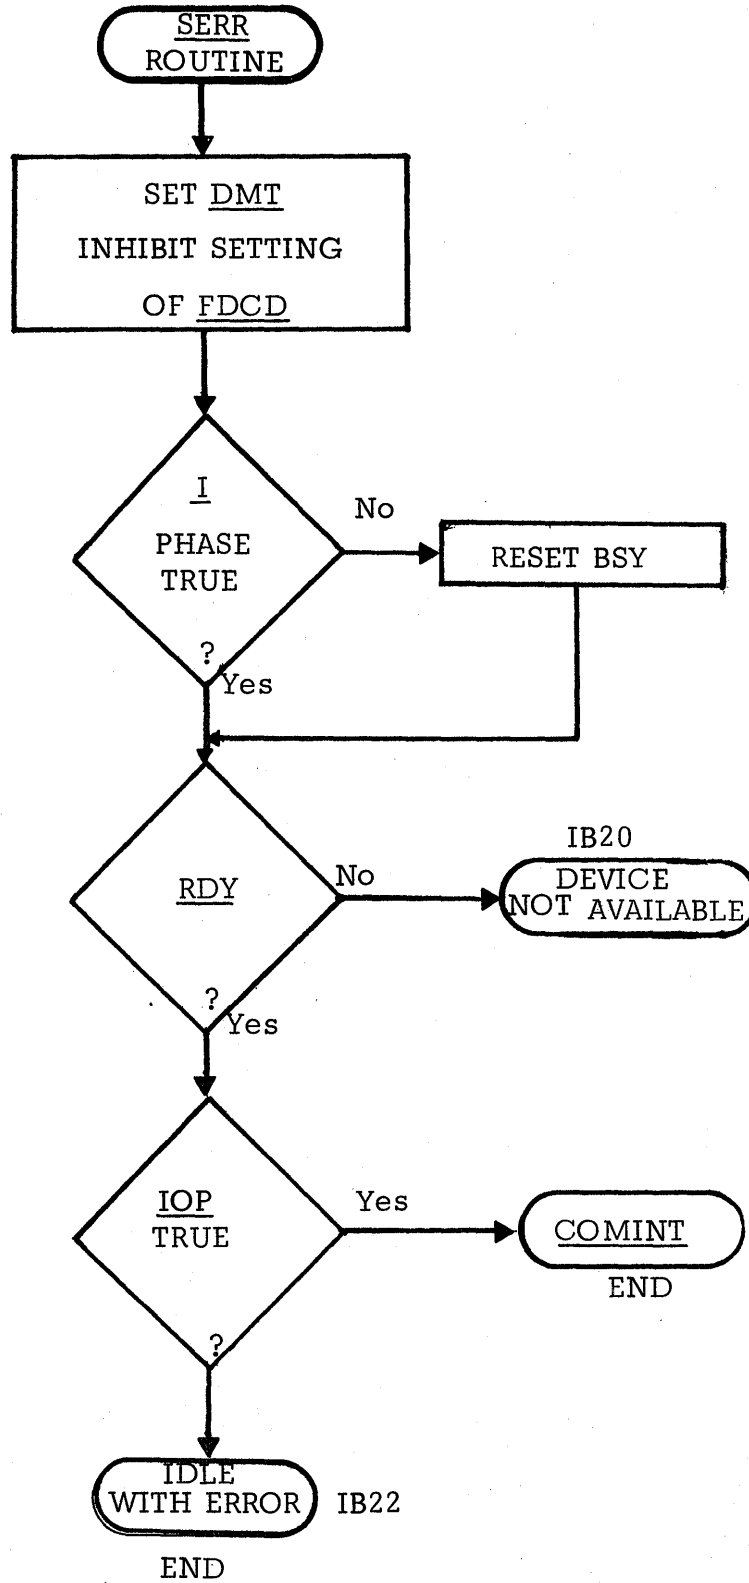 SERR
ROUTINE
SET DMT
INHIBIT SETTING
OF FDCD
I
PHASE
TRUE
?
No
RESET BSY
Yes
RDY
?
No
IB20
DEVICE
NOT AVAILABLE
Yes
IOP
TRUE
?
Yes
COMINT
END
IDLE
WITH ERROR
IB22
END